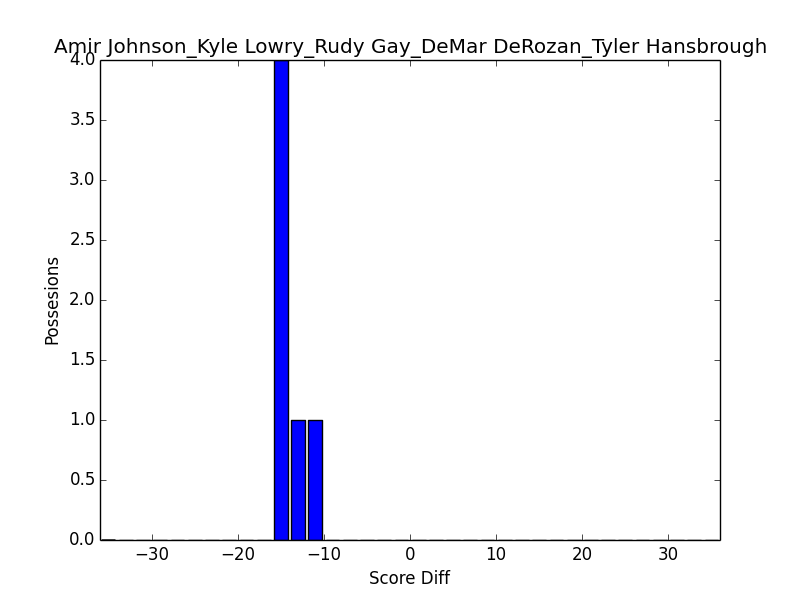 Amir Johnson_Kyle Lowry_Rudy Gay_DeMar DeRozan_Tyler Hansbrough
4.0
3.5
3.0
2.5
2.0
1.5
1.0
0.5
0.0
Possesions
−30 −20 −10 0 10 20 30
Score Diff